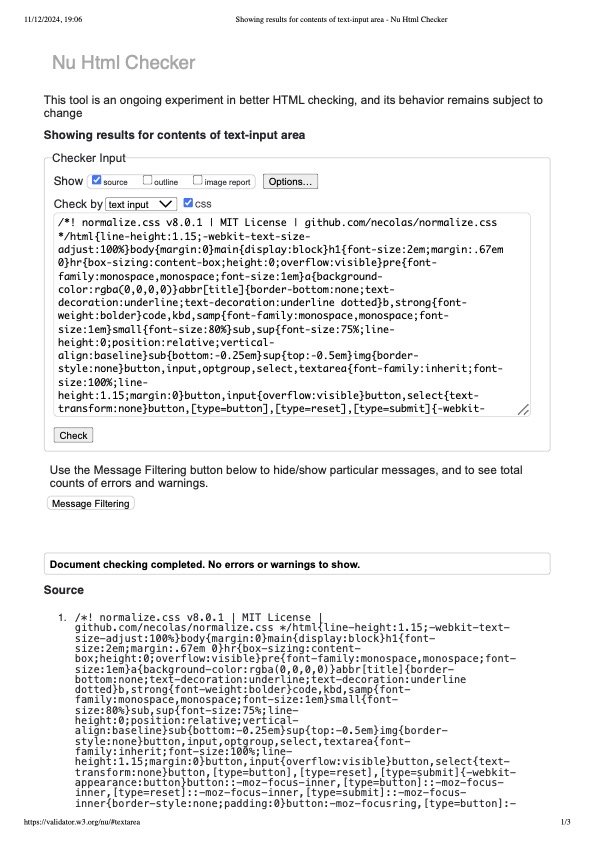 11/12/2024, 19:06
Showing results for contents of text-input area - Nu Html Checker
Nu Html Checker
This tool is an ongoing experiment in better HTML checking, and its behavior remains subject to
change
Showing results for contents of text-input area
Checker Input
Show source outline image report Options...
Check by text input css
/*! normalize.css v8.0.1 | MIT License | github.com/necolas/normalize.css
*/html{line-height:1.15;-webkit-text-size-
adjust:100%}body{margin:0}main{display:block}h1{font-size:2em;margin:.67em
0}hr{box-sizing:content-box;height:0;overflow:visible}pre{font-
family:monospace,monospace;font-size:1em}a{background-
color:rgba(0,0,0,0)}abbr[title]{border-bottom:none;text-
decoration:underline;text-decoration:underline dotted}b,strong{font-
weight:bolder}code,kbd,samp{font-family:monospace,monospace;font-
size:1em}small{font-size:80%}sub,sup{font-size:75%;line-
height:0;position:relative;vertical-
align:baseline}sub{bottom:-0.25em}sup{top:-0.5em}img{border-
style:none}button,input,optgroup,select,textarea{font-family:inherit;font-
size:100%;line-
height:1.15;margin:0}button,input{overflow:visible}button,select{text-
transform:none}button,[type=button],[type=reset],[type=submit]{-webkit-
Check
Use the Message Filtering button below to hide/show particular messages, and to see total
counts of errors and warnings.
Message Filtering
Document checking completed. No errors or warnings to show.
Source
1. /*! normalize.css v8.0.1 | MIT License |
github.com/necolas/normalize.css */html{line-height:1.15;-webkit-text-
size-adjust:100%}body{margin:0}main{display:block}h1{font-
size:2em;margin:.67em 0}hr{box-sizing:content-
box;height:0;overflow:visible}pre{font-family:monospace,monospace;font-
size:1em}a{background-color:rgba(0,0,0,0)}abbr[title]{border-
bottom:none;text-decoration:underline;text-decoration:underline
dotted}b,strong{font-weight:bolder}code,kbd,samp{font-
family:monospace,monospace;font-size:1em}small{font-
size:80%}sub,sup{font-size:75%;line-
height:0;position:relative;vertical-
align:baseline}sub{bottom:-0.25em}sup{top:-0.5em}img{border-
style:none}button,input,optgroup,select,textarea{font-
family:inherit;font-size:100%;line-
height:1.15;margin:0}button,input{overflow:visible}button,select{text-
transform:none}button,[type=button],[type=reset],[type=submit]{-webkit-
appearance:button}button::-moz-focus-inner,[type=button]::-moz-focus-
inner,[type=reset]::-moz-focus-inner,[type=submit]::-moz-focus-
inner{border-style:none;padding:0}button:-moz-focusring,[type=button]:-
https://validator.w3.org/nu/#textarea
1/3